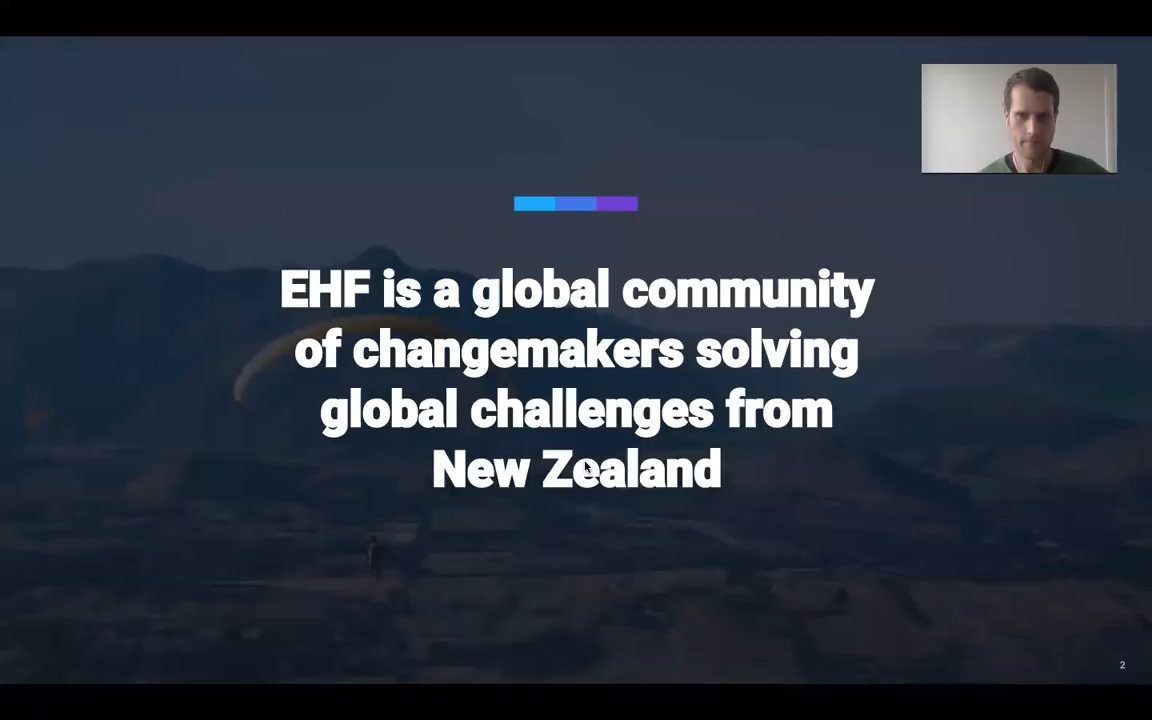 EHF is a global community
of changemakers solving
global challenges from
New Zealand
2